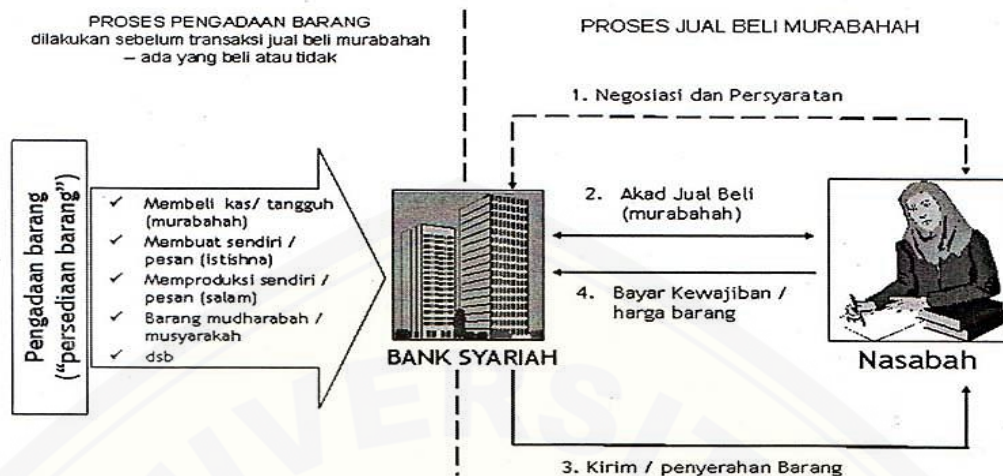 PROSES PENGADAAN BARANG
dilakukan sebelum transaksi jual beli murabahah
– ada yang beli atau tidak
PROSES JUAL BELI MURABAHAH
Pengadaan barang
("persediaan barang")
✓ Membeli kas/ tangguh
(murabahah)
✓ Membuat sendiri /
pesan (istishna)
✓ Memproduksi sendiri /
pesan (salam)
✓ Barang mudharabah /
musyarakah
✓ dsb
BANK SYARIAH
1. Negosiasi dan Persyaratan
2. Akad Jual Beli
(murabahah)
4. Bayar Kewajiban /
harga barang
Nasabah
3. Kirim / penyerahan Barang
UNIVERSIT